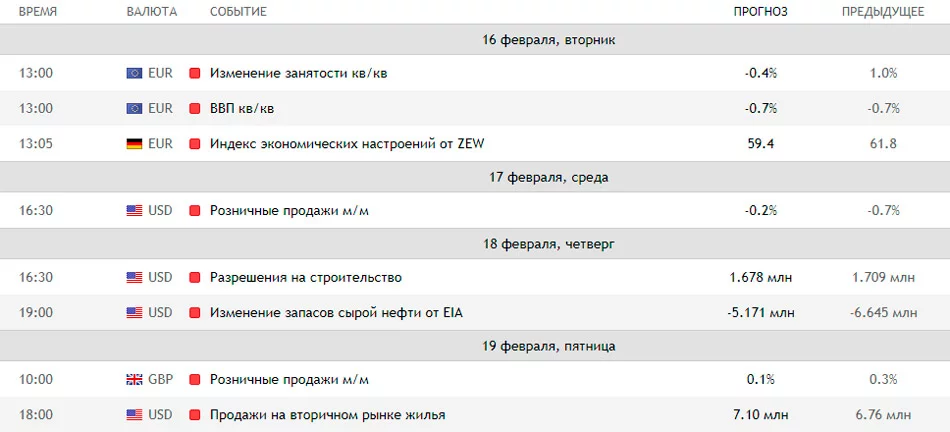 ВРЕМЯ ВАЛЮТА СОБЫТИЕ ПРОГНОЗ ПРЕДЫДУЩЕЕ
16 февраля, вторник
13:00 EUR Изменение занятости кв/кв -0.4% 1.0%
13:00 EUR ВВП кв/кв -0.7% -0.7%
13:05 EUR Индекс экономических настроений от ZEW 59.4 61.8
17 февраля, среда
16:30 USD Розничные продажи м/м -0.2% -0.7%
18 февраля, четверг
16:30 USD Разрешения на строительство 1.678 млн 1.709 млн
19:00 USD Изменение запасов сырой нефти от EIA -5.171 млн -6.645 млн
19 февраля, пятница
10:00 GBP Розничные продажи м/м 0.1% 0.3%
18:00 USD Продажи на вторичном рынке жилья 7.10 млн 6.76 млн